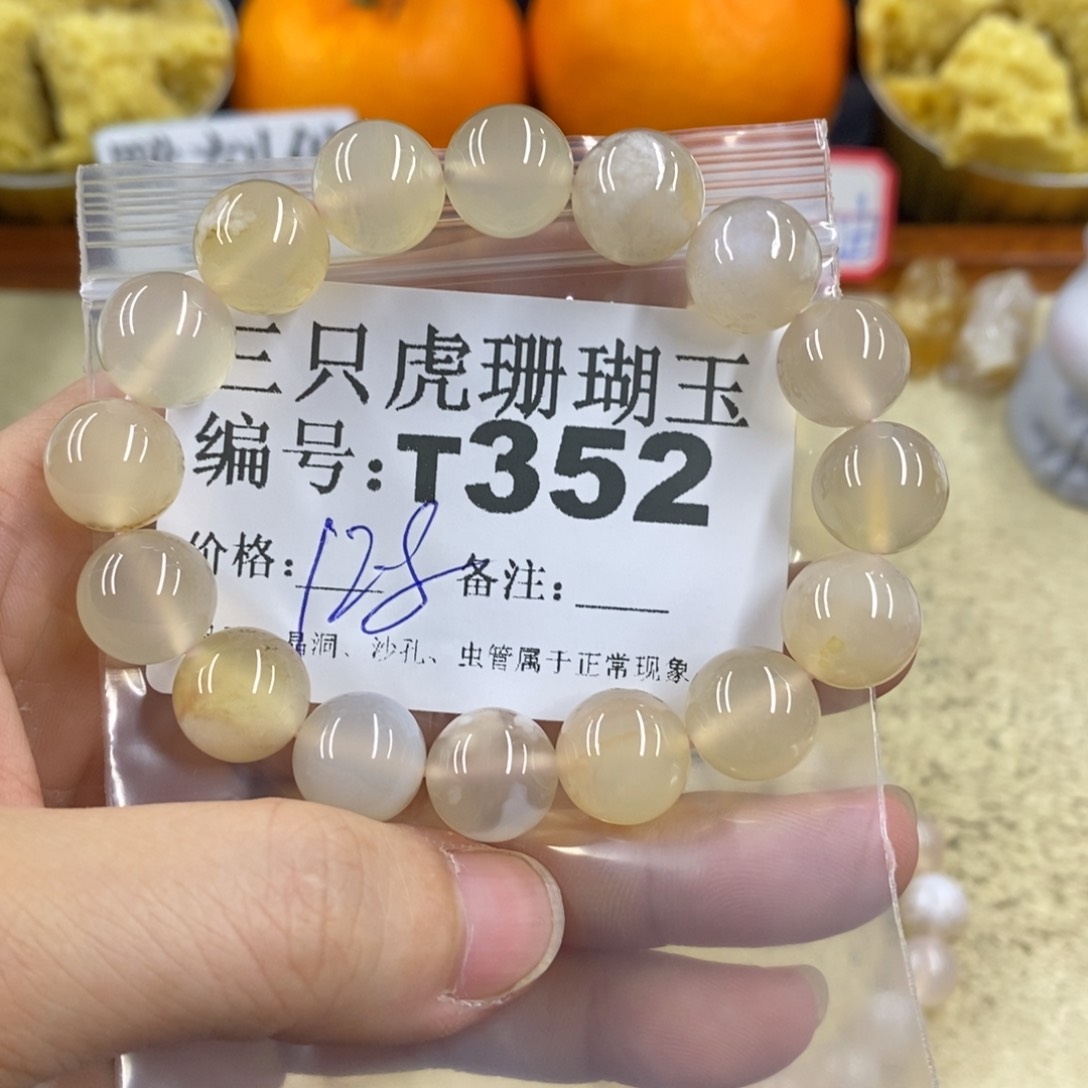 三只虎珊瑚玉
编号:T352
价格:128 备注:
晶洞、沙孔、虫管属于正常现象